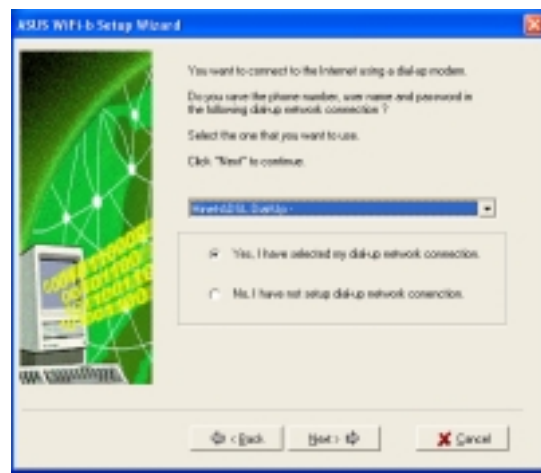 ASUS WiFi-b Setup Wizard
You want to connect to the Internet using a dial-up modem.
Do you save the phone number, user name and password in
the following dial-up network connection ?
Select the one that you want to use.
Click "Next" to continue.
Yes, I have selected my dial-up network connection.
No, I have not setup dial-up network connection.
< Back
Next >
Cancel